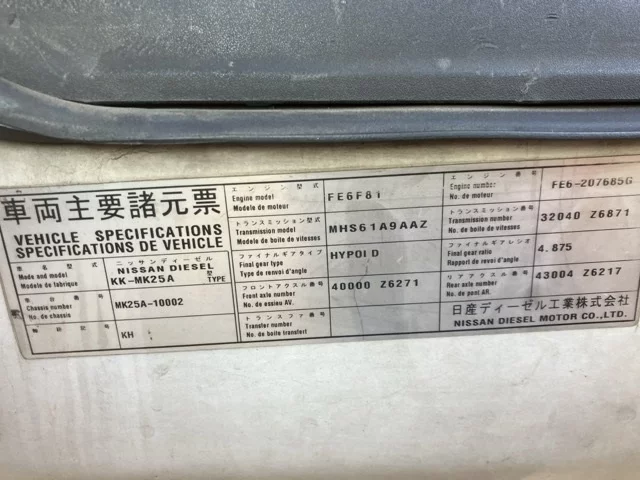 車両主要諸元票
VEHICLE SPECIFICATIONS
SPECIFICATIONS DE VEHICLE
車名及型式
Make and model
Modele de fabrique
ニッサンディーゼル
NISSAN DIESEL
KK-MK25A
型
TYPE
車台番号
Chassis number
No. de chassis
MK25A-10002
KH
エンジン型式
Engine model
Modele de moteur
FE6F81
トランスミッション型式
Transmission model
Modele de boite de vitesses
MHS61A9AAZ
ファイナルギアタイプ
Final gear type
Type de renvoi d'angle
HYPOID
フロントアクスル番号
Front axle number
No. de essieu AV.
40000 Z6271
トランスファ番号
Transfer number
No. de boite transfert
エンジン番号
Engine number
No. de moteur
FE6-207685G
トランスミッション番号
Transmission number
No. de boite de vitesses
32040 Z6871
ファイナルギアレシオ
Final gear ratio
Rapport de renvoi d'angle
4.875
リアアクスル番号
Rear axle number
No. de pont AR.
43004 Z6217
日産ディーゼル工業株式会社
NISSAN DIESEL MOTOR CO.,LTD.